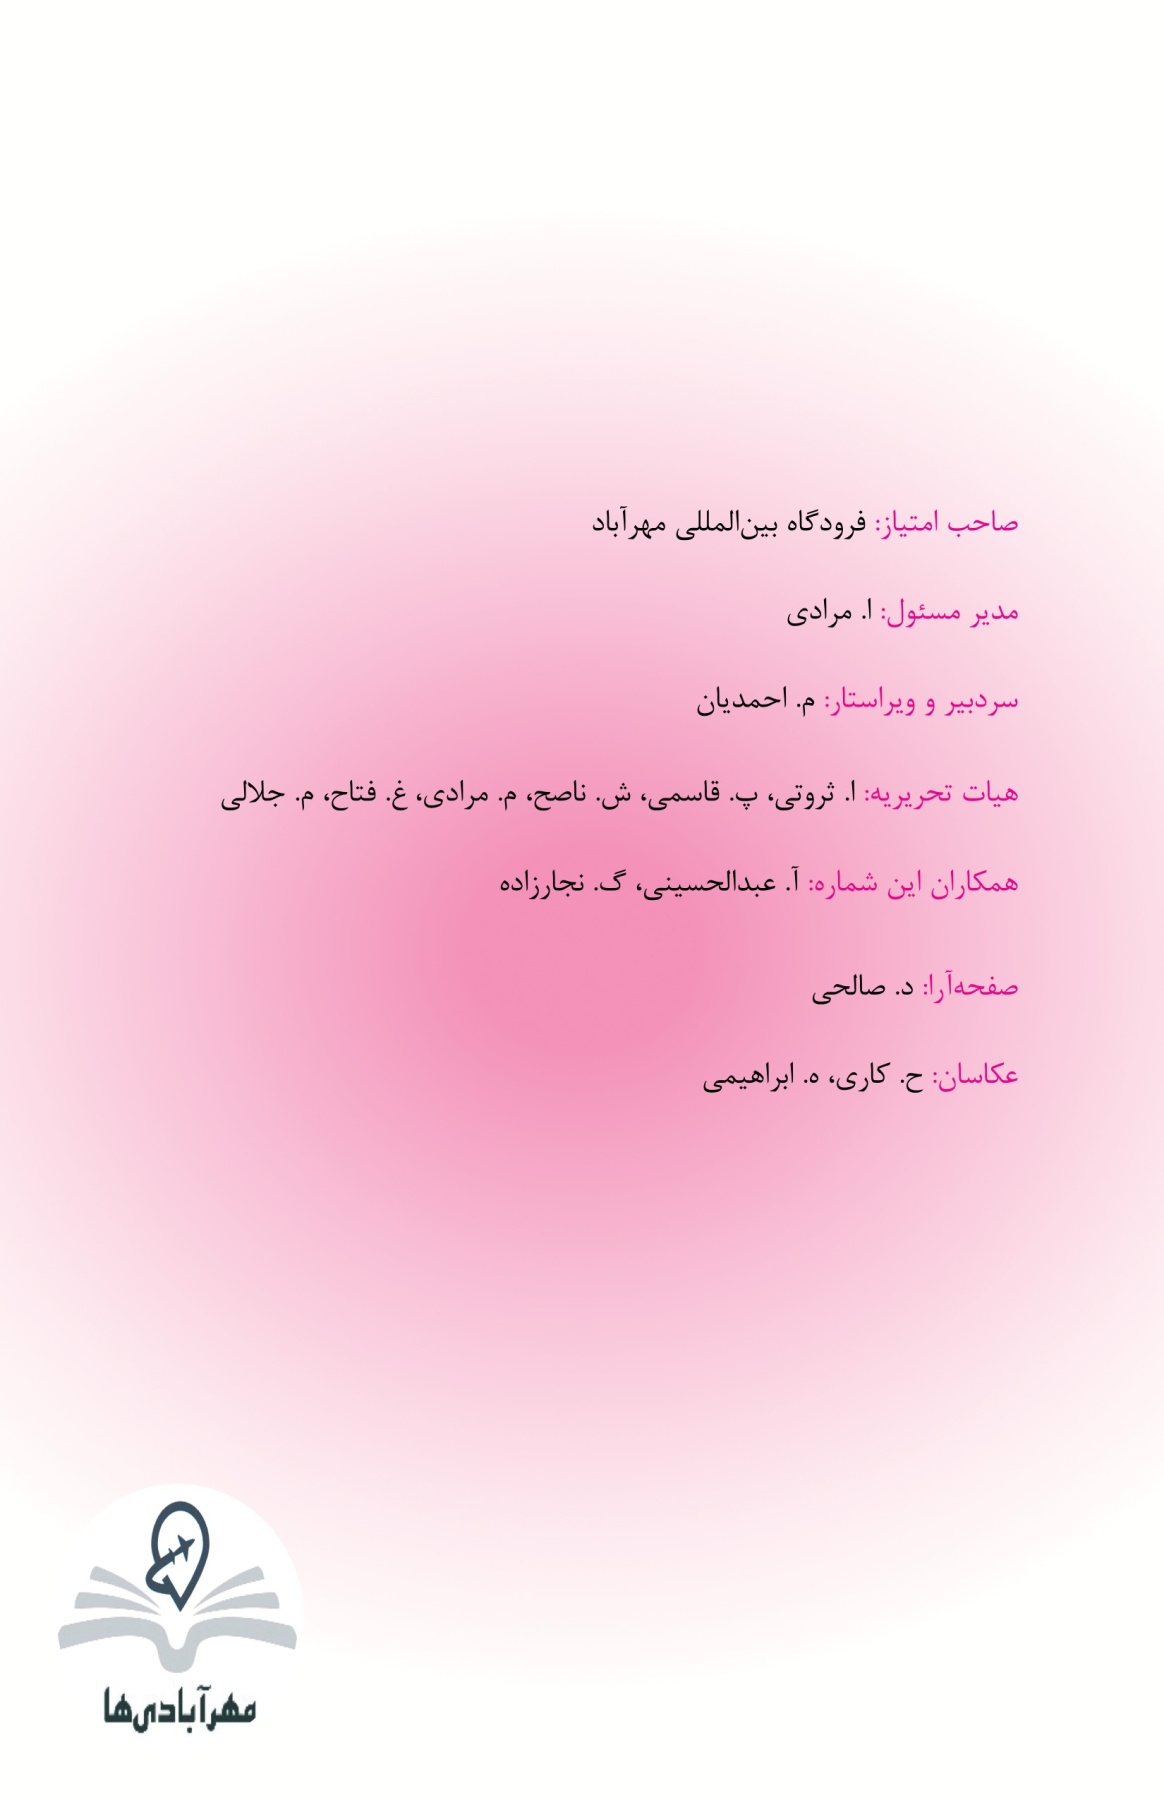 صاحب امتیاز: فرودگاه بین‌المللی مهرآباد
مدیر مسئول: ا. مرادی
سردبیر و ویراستار: م. احمدیان
هیات تحریریه: ا. ثروتی، پ. قاسمی، ش. ناصح، م. مرادی، غ. فتاح، م. جلالی
همکاران این شماره: آ. عبدالحسینی، گ. نجارزاده
صفحه‌آرا: د. صالحی
عکاسان: ح. کاری، ه. ابراهیمی
مهرآبادی‌ها